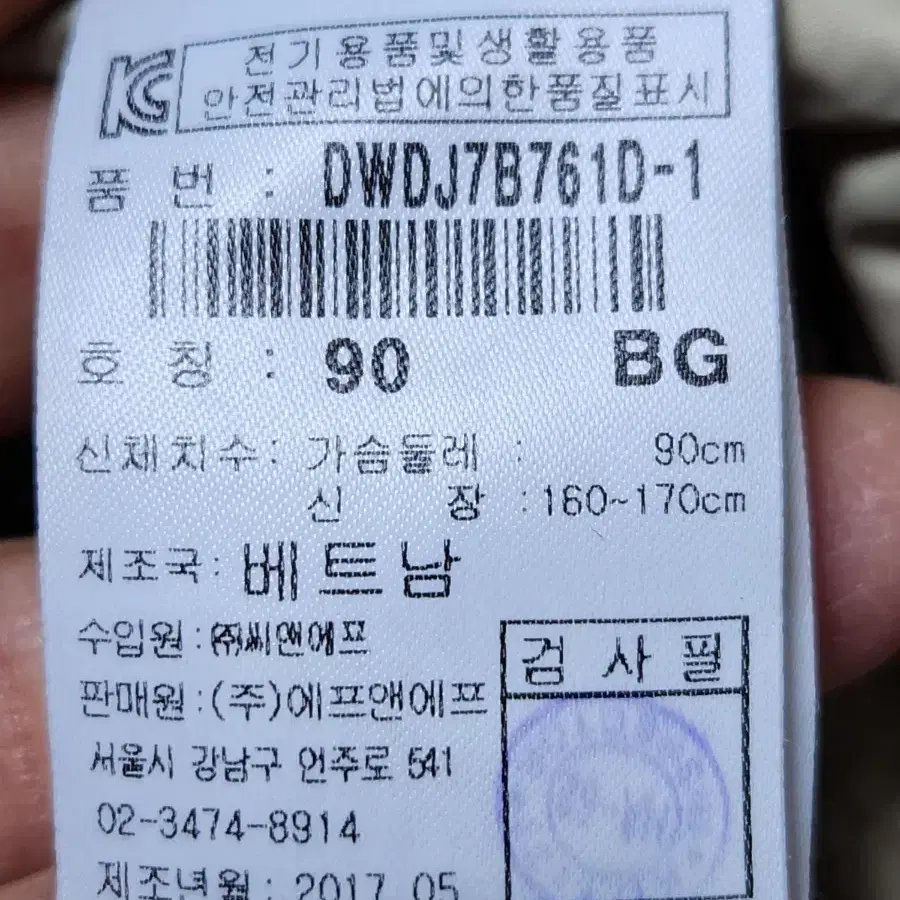 KC 전기용품및생활용품
안전관리법에의한품질표시
품 번 : DWDJ7B761D-1
호 칭 : 90 BG
신체치수: 가슴둘레 : 90cm
신 장 :160~170cm
제조국: 베트남
수입원:㈜씨앤에프
판매원:(주)에프앤에프
서울시 강남구 언주로 541
02-3474-8914
제조년월: 2017 05
검 사 필